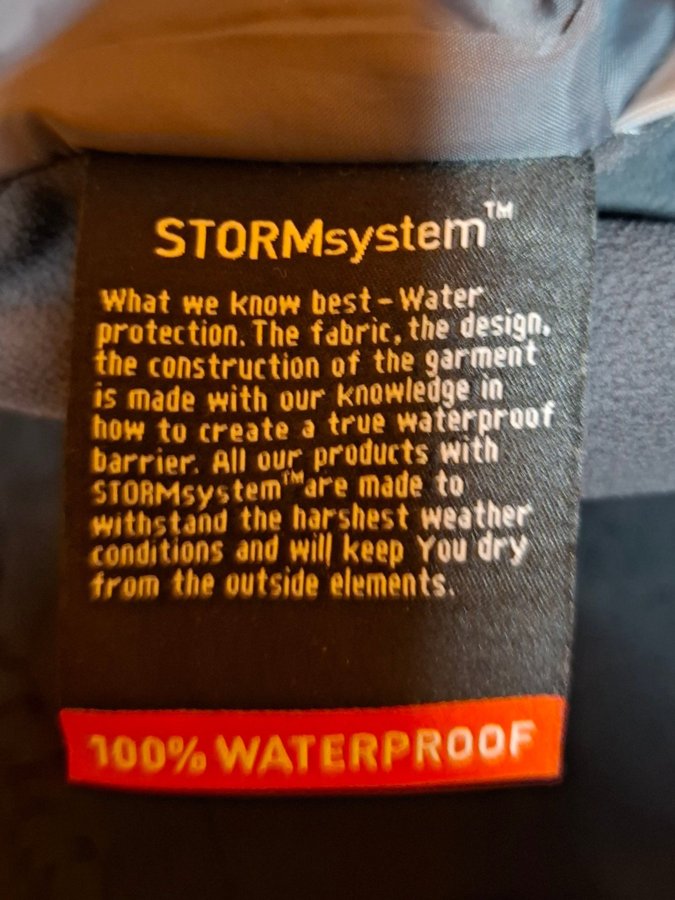 STORMsystem™
What we know best - Water
protection. The fabric, the design,
the construction of the garment
is made with our knowledge in
how to create a true waterproof
barrier. All our products with
STORMsystem™ are made to
withstand the harshest weather
conditions and will keep You dry
from the outside elements.
100% WATERPROOF